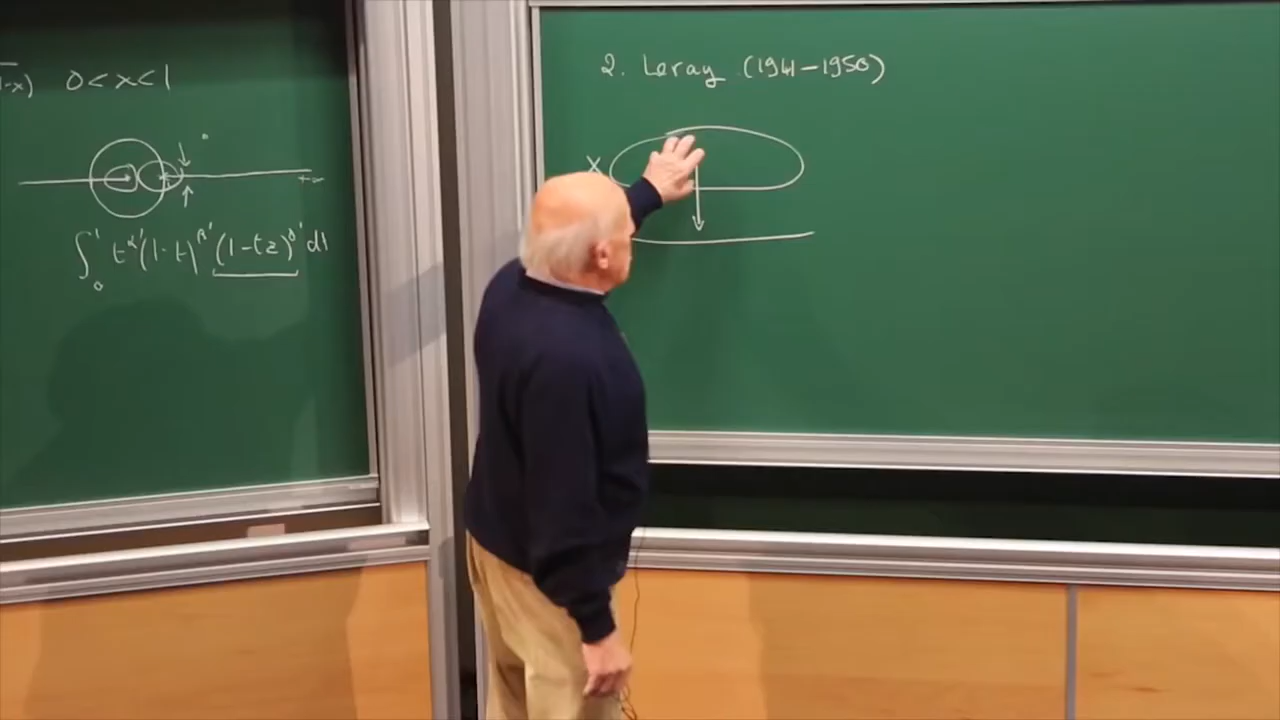 -x) 0 < x < 1
+∞
∫₀¹ t^α′(1-t)^β′(1-tz)^γ′ dt
2. Leray (1941-1950)
X